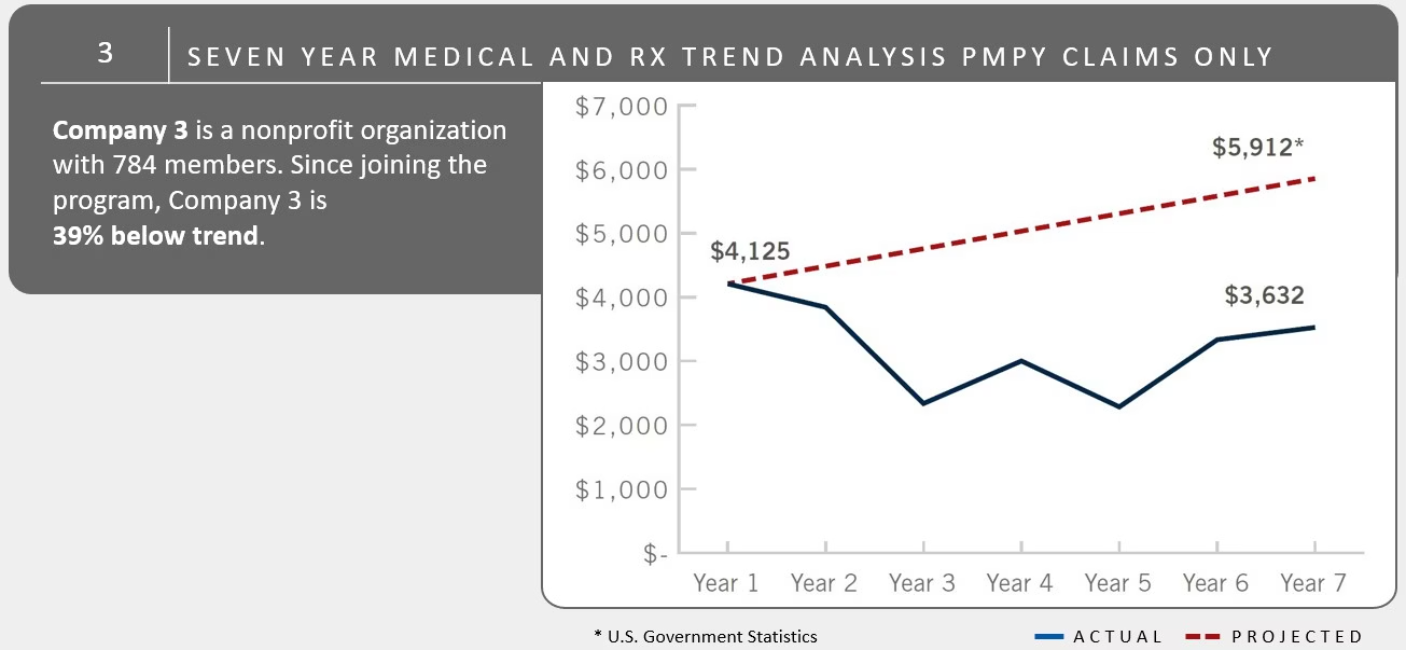 3
SEVEN YEAR MEDICAL AND RX TREND ANALYSIS PMPY CLAIMS ONLY
Company 3 is a nonprofit organization
with 784 members. Since joining the
program, Company 3 is
39% below trend.
$7,000
$6,000
$5,000
$4,000
$3,000
$2,000
$1,000
$-
$4,125
$5,912*
$3,632
Year 1 Year 2 Year 3 Year 4 Year 5 Year 6 Year 7
* U.S. Government Statistics
ACTUAL PROJECTED